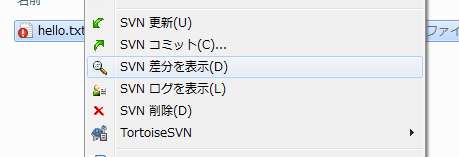 名前
hello.txt
SVN 更新(U)
SVN コミット(C)...
SVN 差分を表示(D)
ファイ
SVN ログを表示(L)
SVN 削除(D)
TortoiseSVN